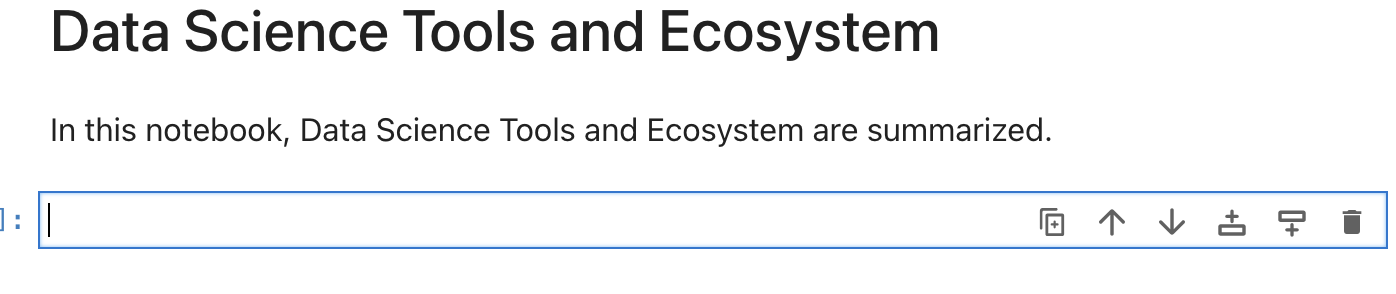 Data Science Tools and Ecosystem
In this notebook, Data Science Tools and Ecosystem are summarized.
]: